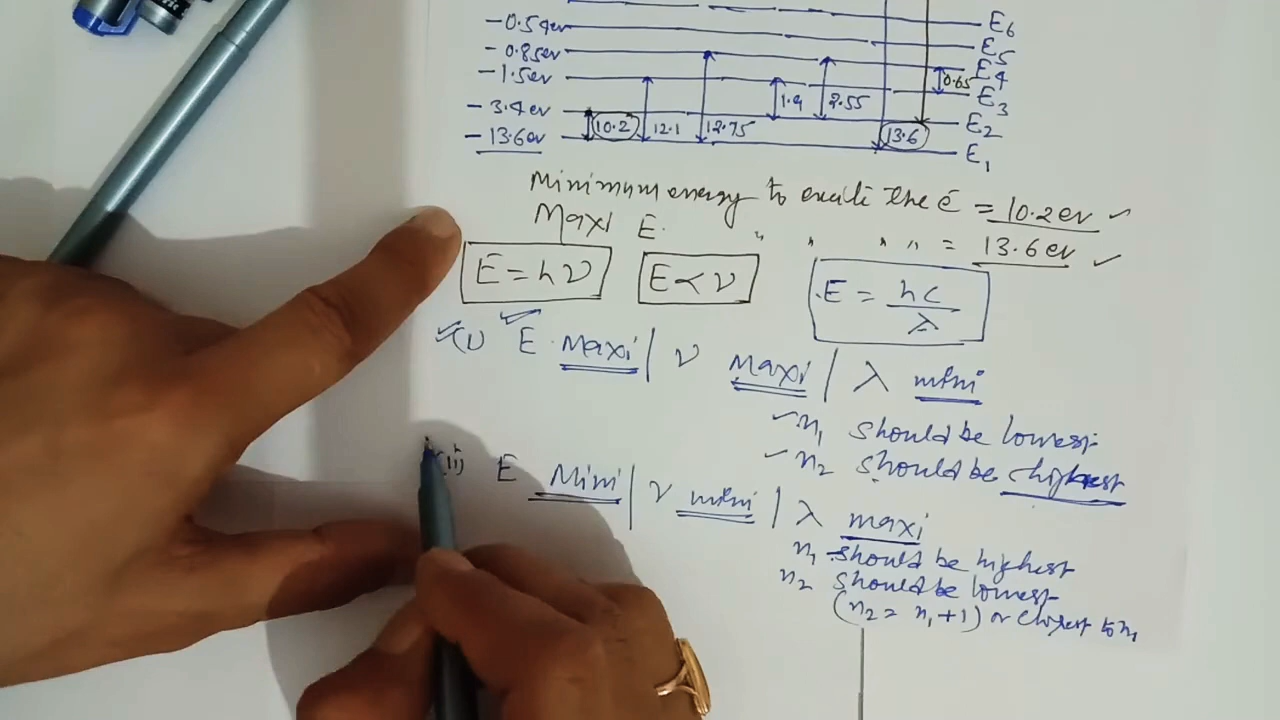 E6
-0.54ev E5
-0.85ev E4
-1.5ev 0.65 E3
-3.4ev 1.9 2.55 E2
-13.6ev 10.2 12.1 12.75 13.6 E1
Minimum energy to excite the e̅ = 10.2 ev ✓
Maxi E. " " " " = 13.6 ev ✓
E = hν E ∝ ν E = hc/λ
✓(i) E Maxi | ν Maxi | λ mini
✓ n1 should be lowest
✓ n2 should be highest
(ii) E Mini | ν mini | λ maxi
n1 should be highest
n2 should be lowest
(n2 = n1+1) or closest to n1